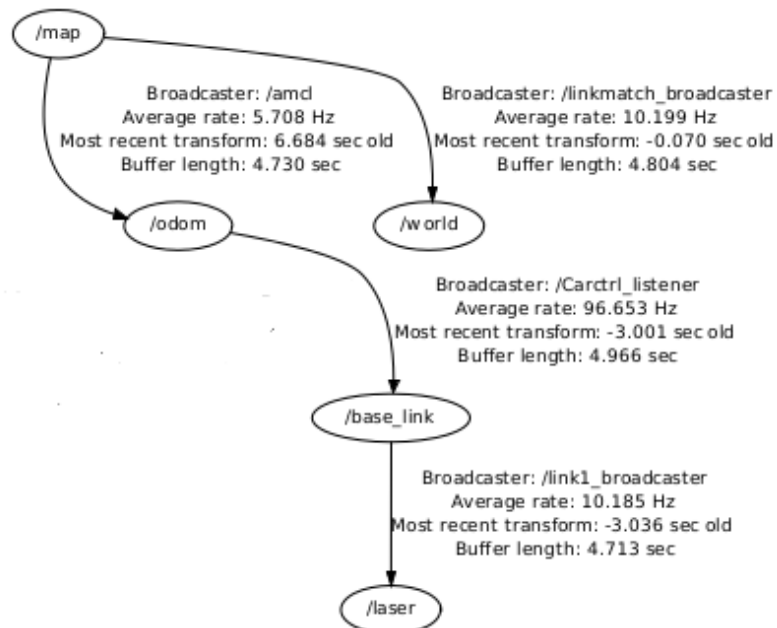 /map
Broadcaster: /amcl
Average rate: 5.708 Hz
Most recent transform: 6.684 sec old
Buffer length: 4.730 sec
Broadcaster: /linkmatch_broadcaster
Average rate: 10.199 Hz
Most recent transform: -0.070 sec old
Buffer length: 4.804 sec
/odom
/world
Broadcaster: /Carctrl_listener
Average rate: 96.653 Hz
Most recent transform: -3.001 sec old
Buffer length: 4.966 sec
/base_link
Broadcaster: /link1_broadcaster
Average rate: 10.185 Hz
Most recent transform: -3.036 sec old
Buffer length: 4.713 sec
/laser